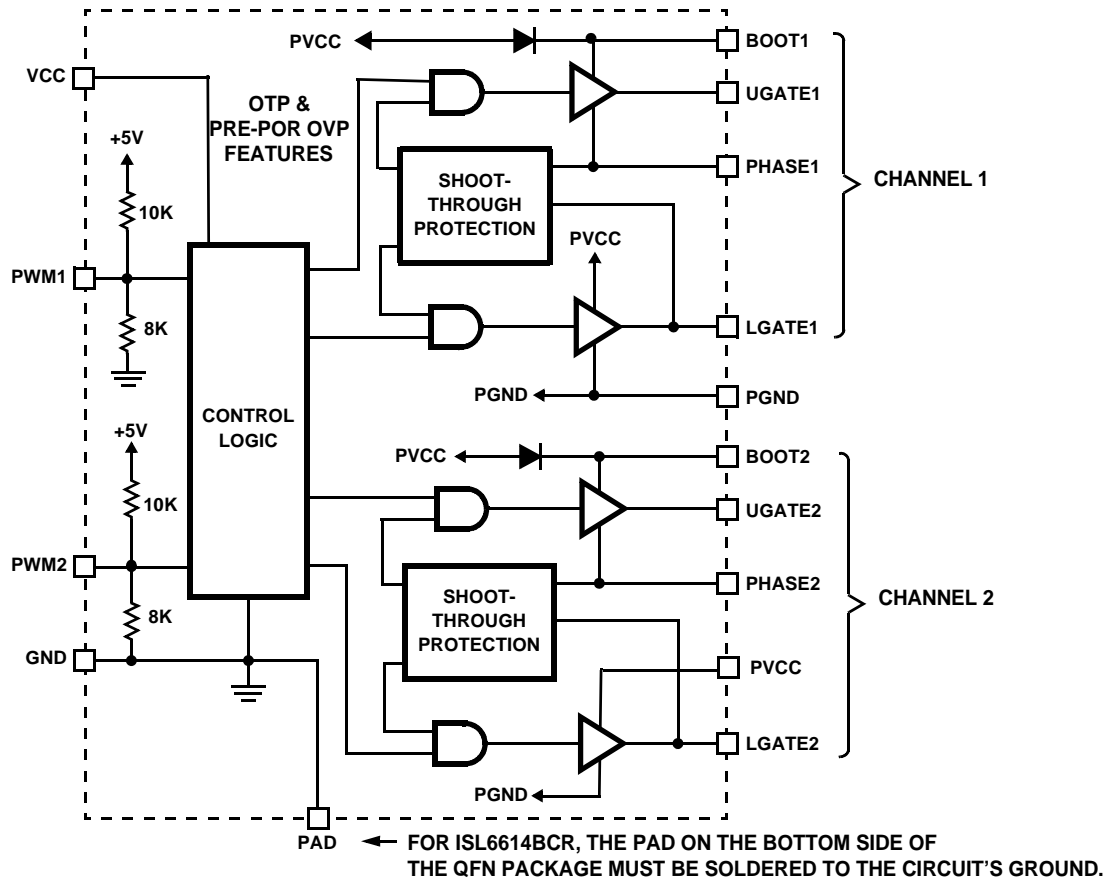 PVCC
BOOT1
VCC
OTP &
PRE-POR OVP
FEATURES
UGATE1
+5V
10K
SHOOT-
THROUGH
PROTECTION
PHASE1
CHANNEL 1
PVCC
PWM1
8K
LGATE1
PGND
PGND
CONTROL
LOGIC
+5V
PVCC
BOOT2
10K
UGATE2
PWM2
SHOOT-
THROUGH
PROTECTION
PHASE2
CHANNEL 2
8K
GND
PVCC
LGATE2
PGND
PAD
FOR ISL6614BCR, THE PAD ON THE BOTTOM SIDE OF
THE QFN PACKAGE MUST BE SOLDERED TO THE CIRCUIT'S GROUND.